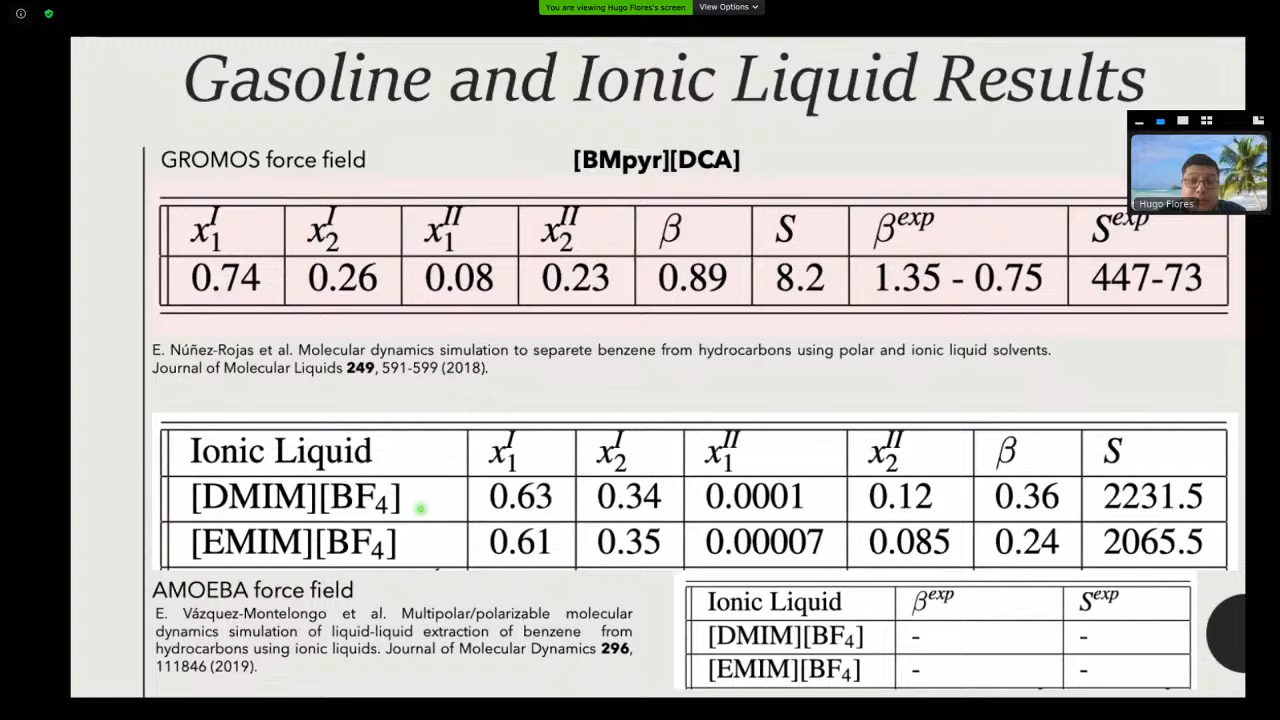 You are viewing Hugo Flores's screen View Options
Gasoline and Ionic Liquid Results
GROMOS force field [BMpyr][DCA]
Hugo Flores
x₁ᴵ x₂ᴵ x₁ᴵᴵ x₂ᴵᴵ β S βᵉˣᵖ Sᵉˣᵖ
0.74 0.26 0.08 0.23 0.89 8.2 1.35 - 0.75 447-73
E. Núñez-Rojas et al. Molecular dynamics simulation to separete benzene from hydrocarbons using polar and ionic liquid solvents.
Journal of Molecular Liquids 249, 591-599 (2018).
Ionic Liquid x₁ᴵ x₂ᴵ x₁ᴵᴵ x₂ᴵᴵ β S
[DMIM][BF₄] 0.63 0.34 0.0001 0.12 0.36 2231.5
[EMIM][BF₄] 0.61 0.35 0.00007 0.085 0.24 2065.5
AMOEBA force field
E. Vázquez-Montelongo et al. Multipolar/polarizable molecular
dynamics simulation of liquid-liquid extraction of benzene from
hydrocarbons using ionic liquids. Journal of Molecular Dynamics 296,
111846 (2019).
Ionic Liquid βᵉˣᵖ Sᵉˣᵖ
[DMIM][BF₄] - -
[EMIM][BF₄] - -